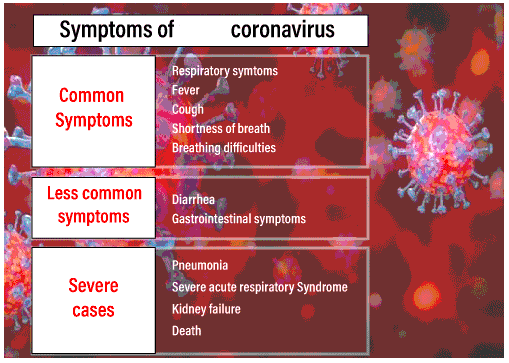 Symptoms of coronavirus
Common
Symptoms
Respiratory symtoms
Fever
Cough
Shortness of breath
Breathing difficulties
Less common
symptoms
Diarrhea
Gastrointestinal symptoms
Severe
cases
Pneumonia
Severe acute respiratory Syndrome
Kidney failure
Death